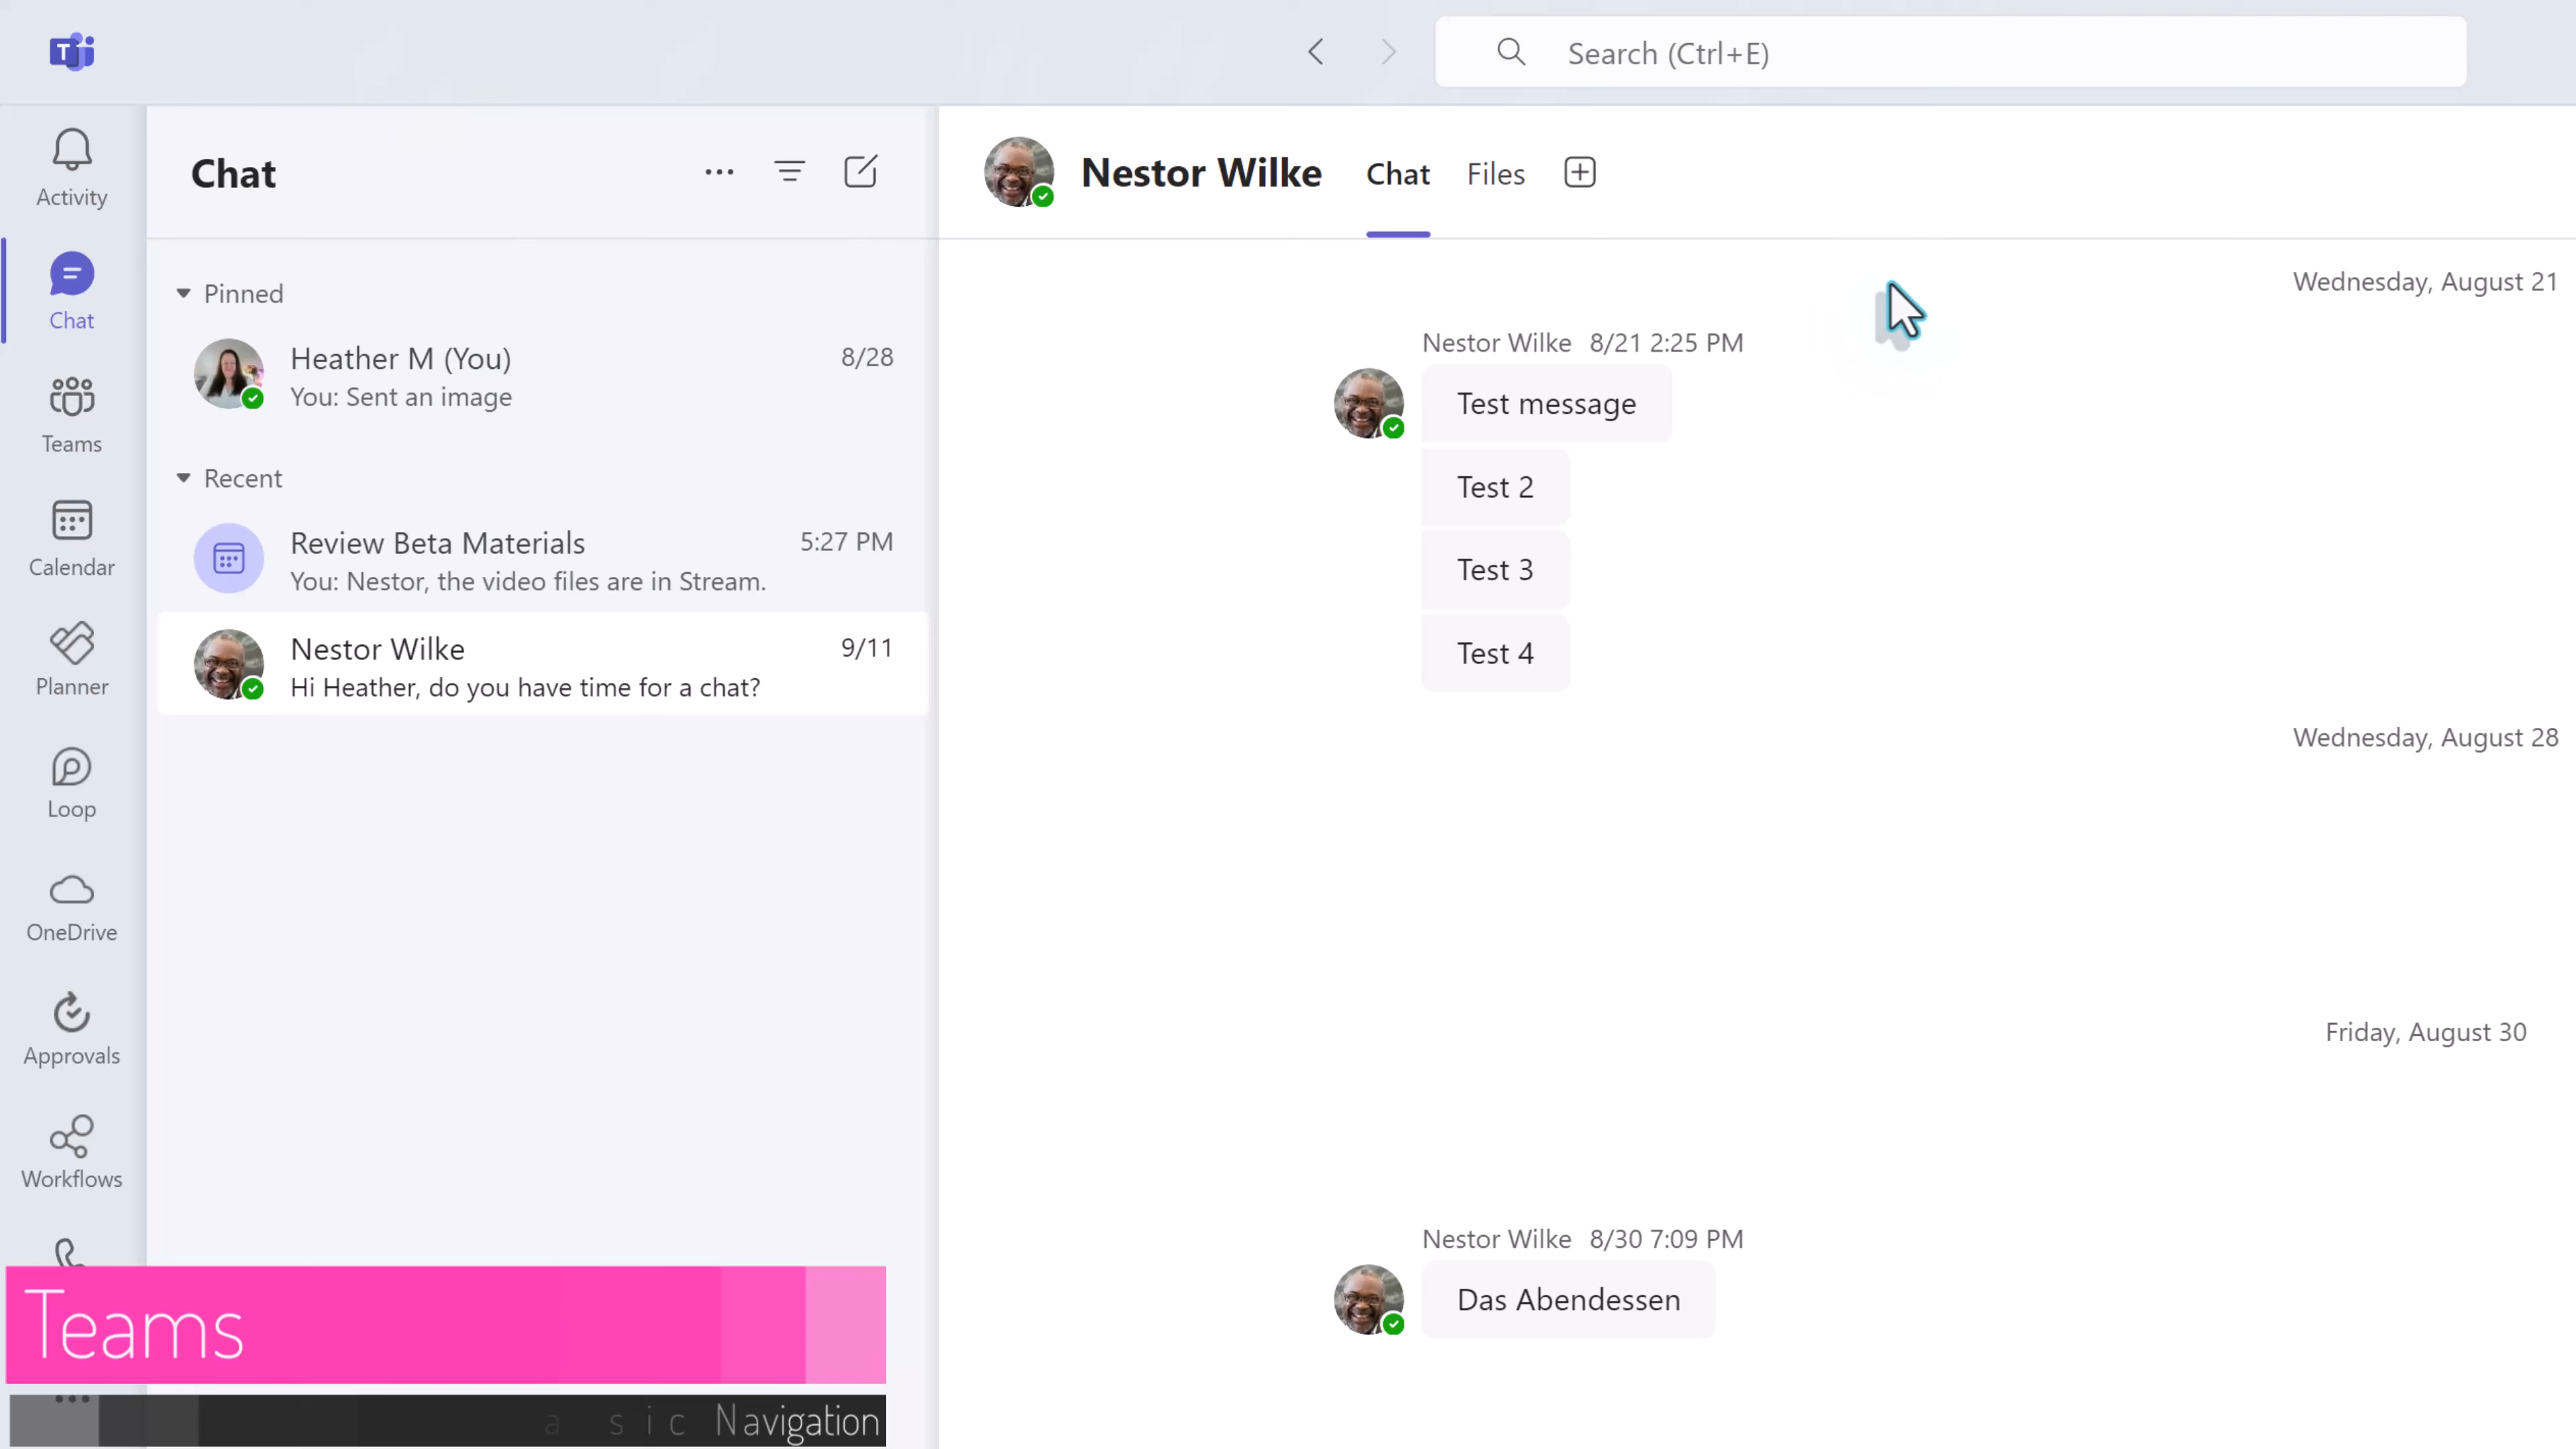 Search (Ctrl+E)
Activity
Chat
Teams
Calendar
Planner
Loop
OneDrive
Approvals
Workflows
Chat
Pinned
Heather M (You) 8/28
You: Sent an image
Recent
Review Beta Materials 5:27 PM
You: Nestor, the video files are in Stream.
Nestor Wilke 9/11
Hi Heather, do you have time for a chat?
Nestor Wilke Chat Files
Wednesday, August 21
Nestor Wilke 8/21 2:25 PM
Test message
Test 2
Test 3
Test 4
Wednesday, August 28
Friday, August 30
Nestor Wilke 8/30 7:09 PM
Das Abendessen
Teams
asic Navigation